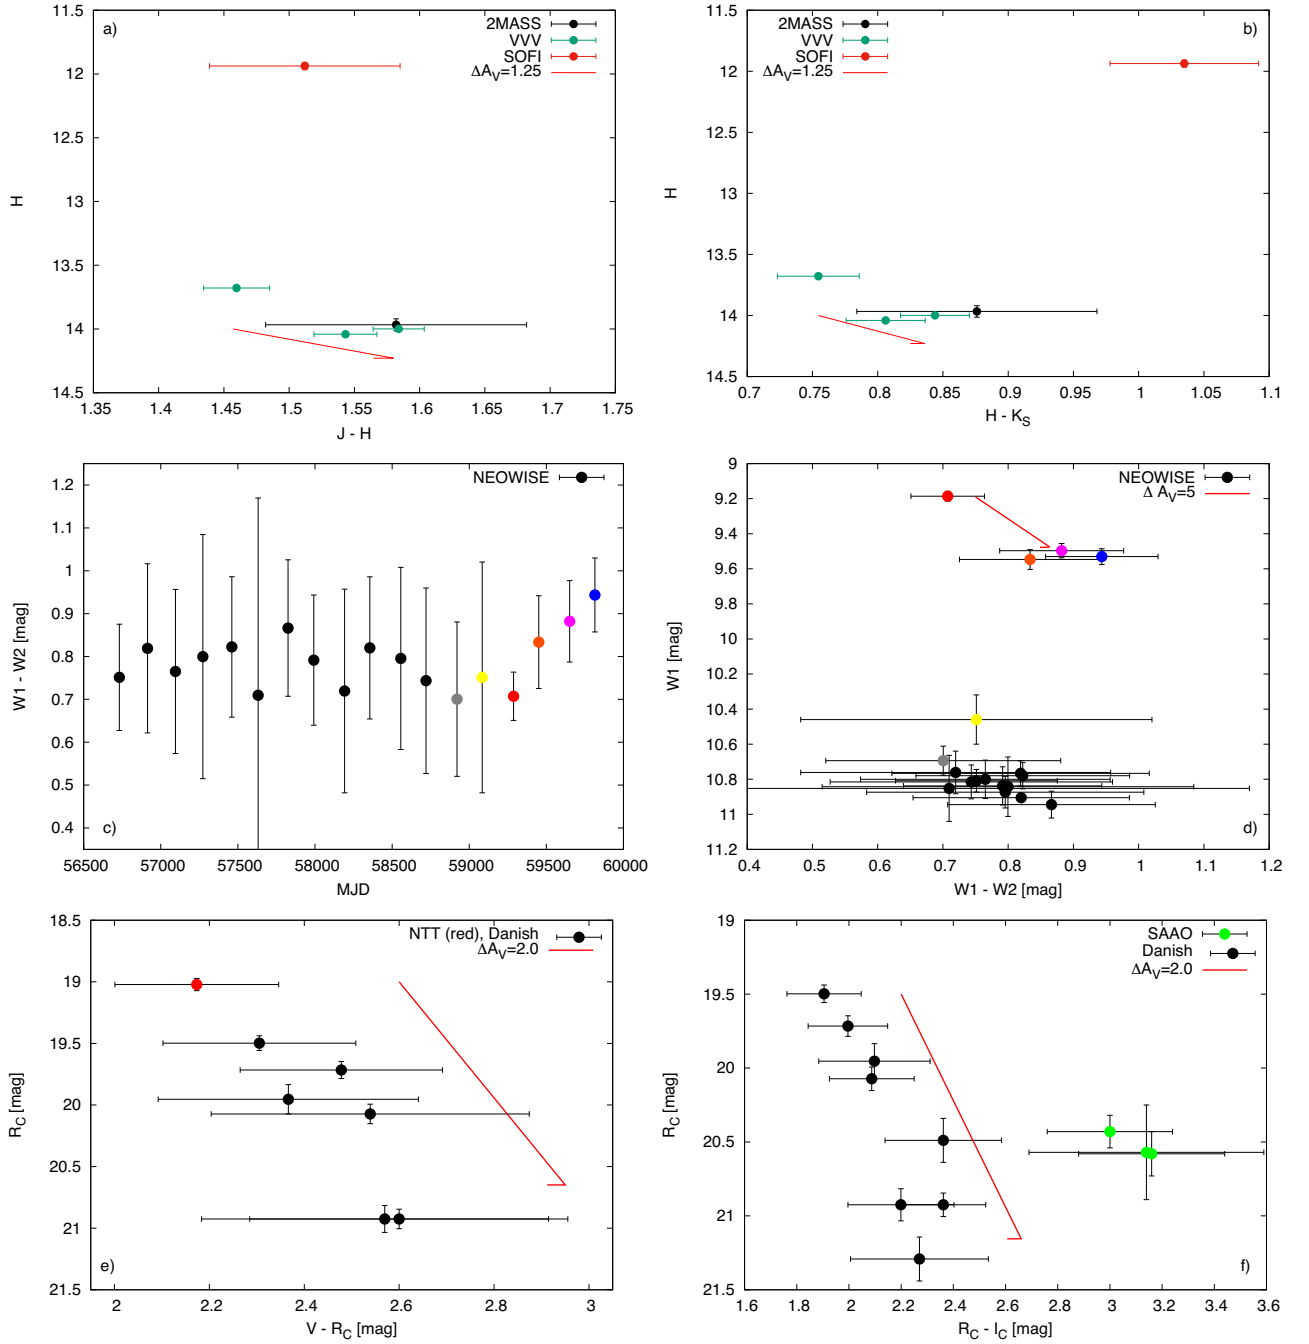 a)
2MASS
VVV
SOFI
ΔA_V=1.25
11.5
12
12.5
13
13.5
14
14.5
H
1.35 1.4 1.45 1.5 1.55 1.6 1.65 1.7 1.75
J - H
b)
2MASS
VVV
SOFI
ΔA_V=1.25
11.5
12
12.5
13
13.5
14
14.5
H
0.7 0.75 0.8 0.85 0.9 0.95 1 1.05 1.1
H - K_S
NEOWISE
1.2
1.1
1
0.9
0.8
0.7
0.6
0.5
0.4
W1 - W2 [mag]
c)
56500 57000 57500 58000 58500 59000 59500 60000
MJD
NEOWISE
Δ A_V=5
9
9.2
9.4
9.6
9.8
10
10.2
10.4
10.6
10.8
11
11.2
W1 [mag]
d)
0.4 0.5 0.6 0.7 0.8 0.9 1 1.1 1.2
W1 - W2 [mag]
NTT (red), Danish
ΔA_V=2.0
18.5
19
19.5
20
20.5
21
21.5
R_C [mag]
e)
2 2.2 2.4 2.6 2.8 3
V - R_C [mag]
SAAO
Danish
ΔA_V=2.0
19
19.5
20
20.5
21
21.5
R_C [mag]
f)
1.6 1.8 2 2.2 2.4 2.6 2.8 3 3.2 3.4 3.6
R_C - I_C [mag]